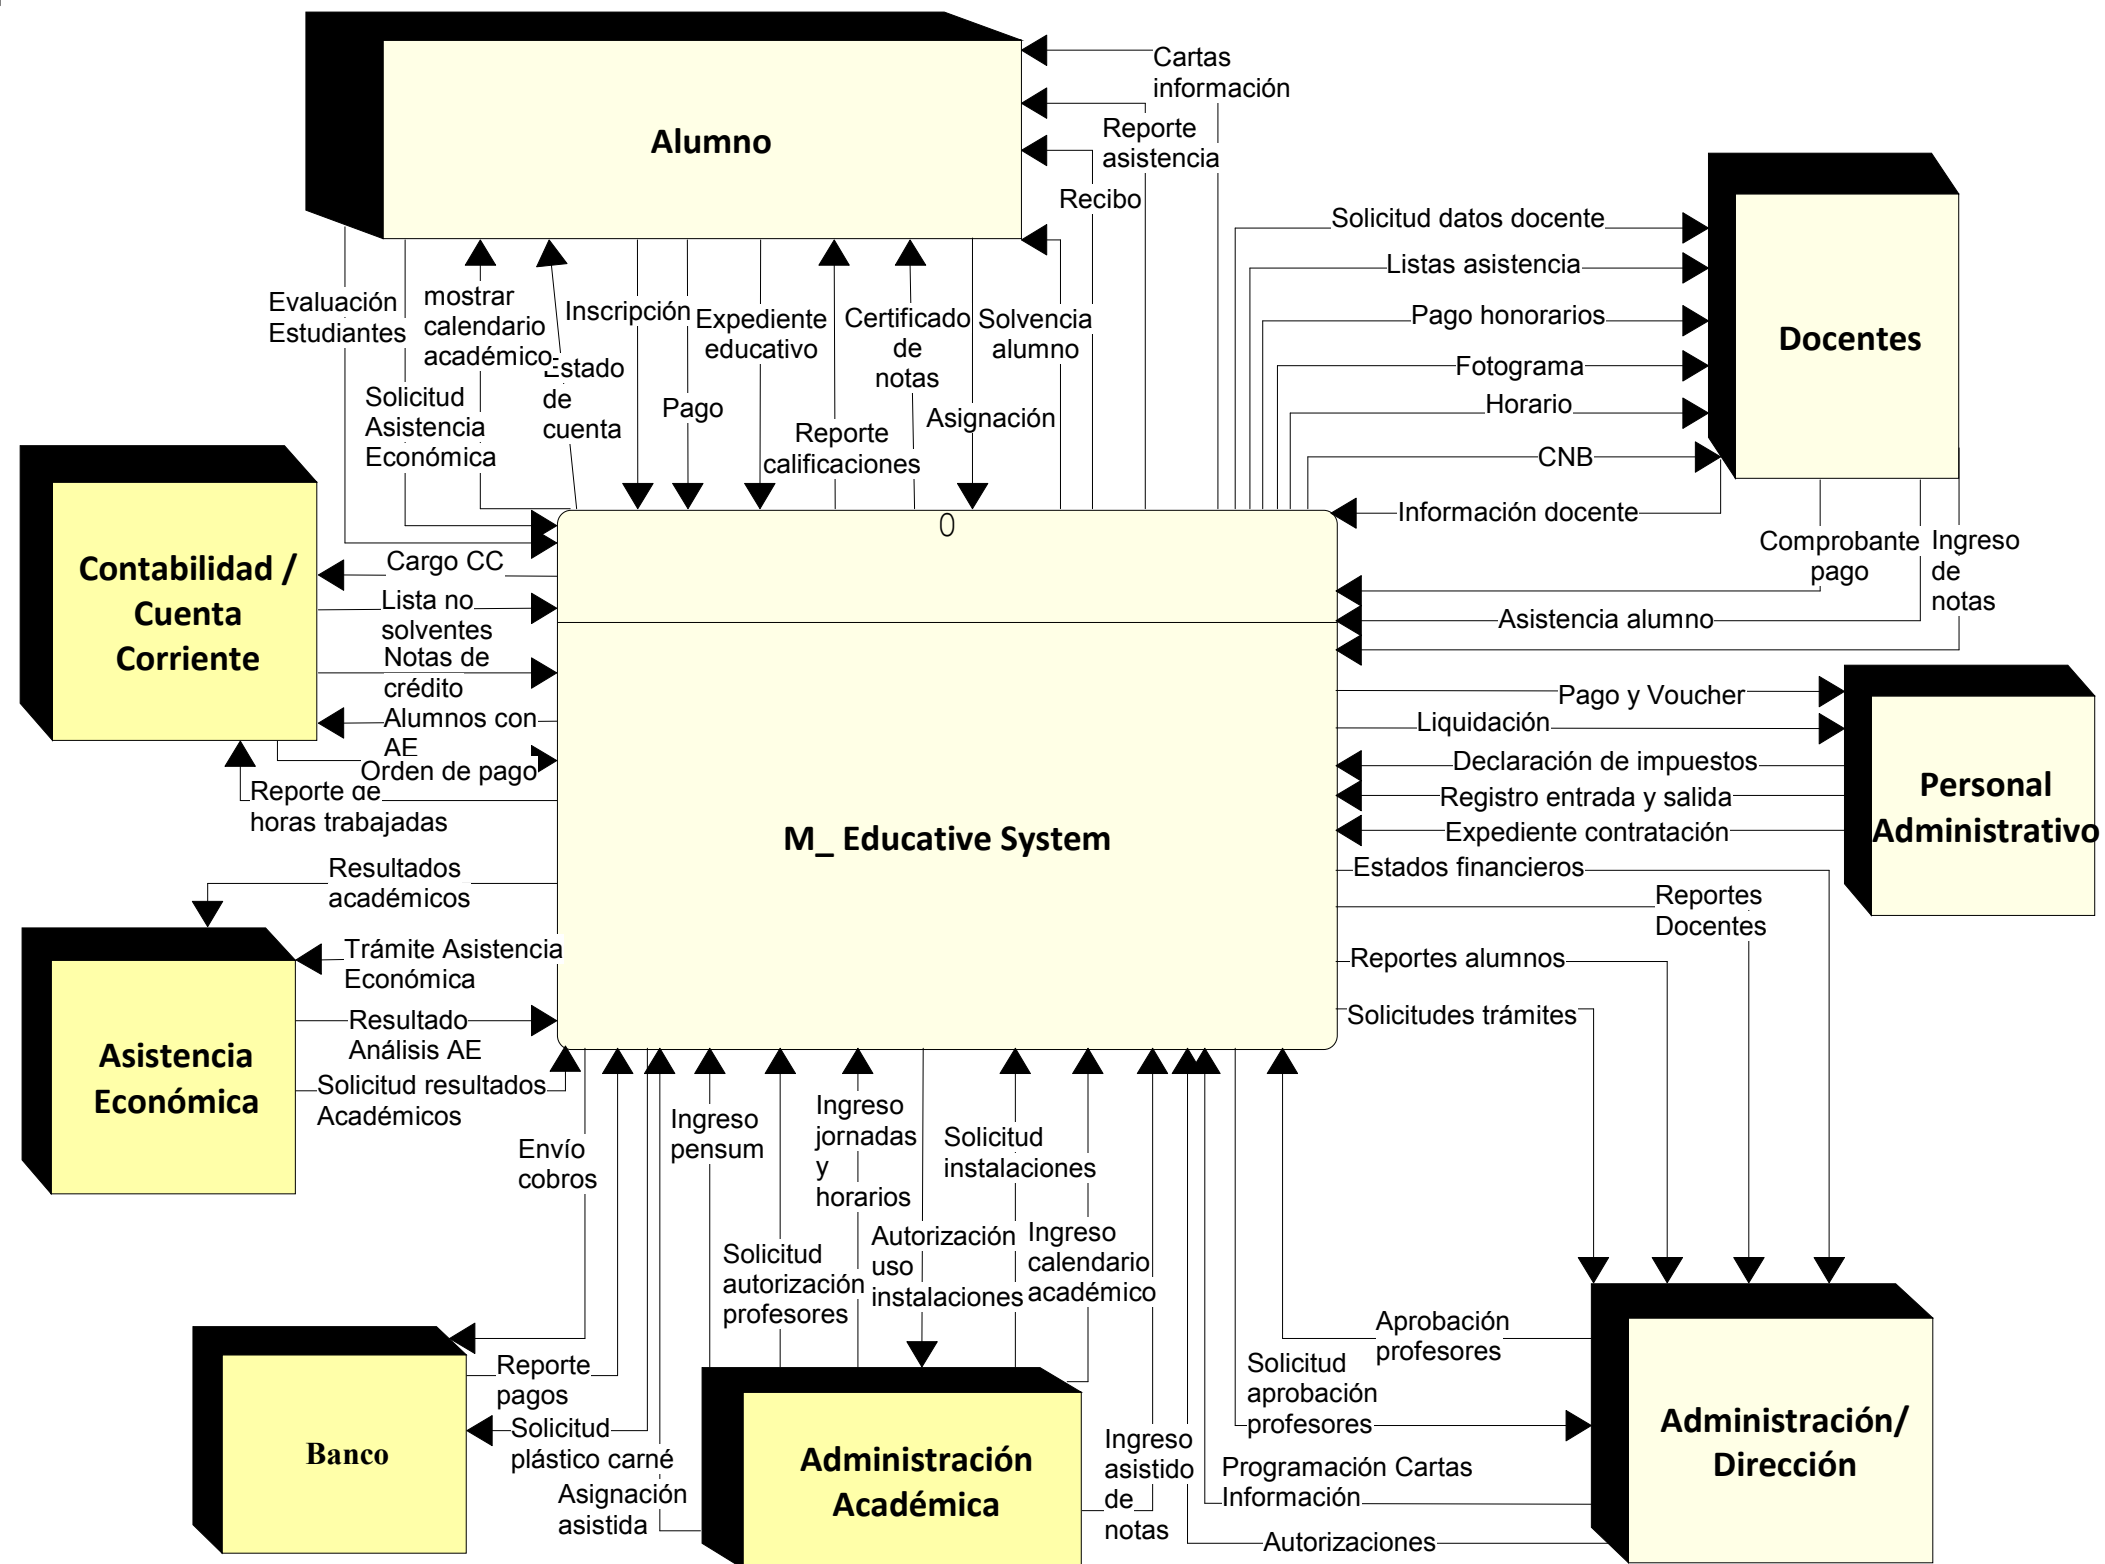 Cartas
información
Alumno
Reporte
asistencia
Recibo
Solicitud datos docente
Listas asistencia
Pago honorarios
Docentes
Fotograma
Horario
CNB
Información docente
Comprobante
pago
Ingreso
de
notas
Asistencia alumno
Evaluación
Estudiantes
mostrar
calendario
académico
Estado
de
cuenta
Inscripción
Expediente
educativo
Certificado
de
notas
Solvencia
alumno
Solicitud
Asistencia
Económica
Pago
Reporte
calificaciones
Asignación
0
Contabilidad /
Cuenta
Corriente
Cargo CC
Lista no
solventes
Notas de
crédito
Alumnos con
AE
Orden de pago
Reporte de
horas trabajadas
M_ Educative System
Pago y Voucher
Liquidación
Declaración de impuestos
Registro entrada y salida
Expediente contratación
Personal
Administrativo
Estados financieros
Reportes
Docentes
Reportes alumnos
Solicitudes trámites
Resultados
académicos
Trámite Asistencia
Económica
Resultado
Análisis AE
Solicitud resultados
Académicos
Asistencia
Económica
Envío
cobros
Ingreso
pensum
Ingreso
jornadas
y
horarios
Solicitud
instalaciones
Solicitud
autorización
profesores
Autorización
uso
instalaciones
Ingreso
calendario
académico
Reporte
pagos
Solicitud
plástico carné
Asignación
asistida
Banco
Administración
Académica
Ingreso
asistido
de
notas
Aprobación
profesores
Solicitud
aprobación
profesores
Programación Cartas
Información
Autorizaciones
Administración/
Dirección